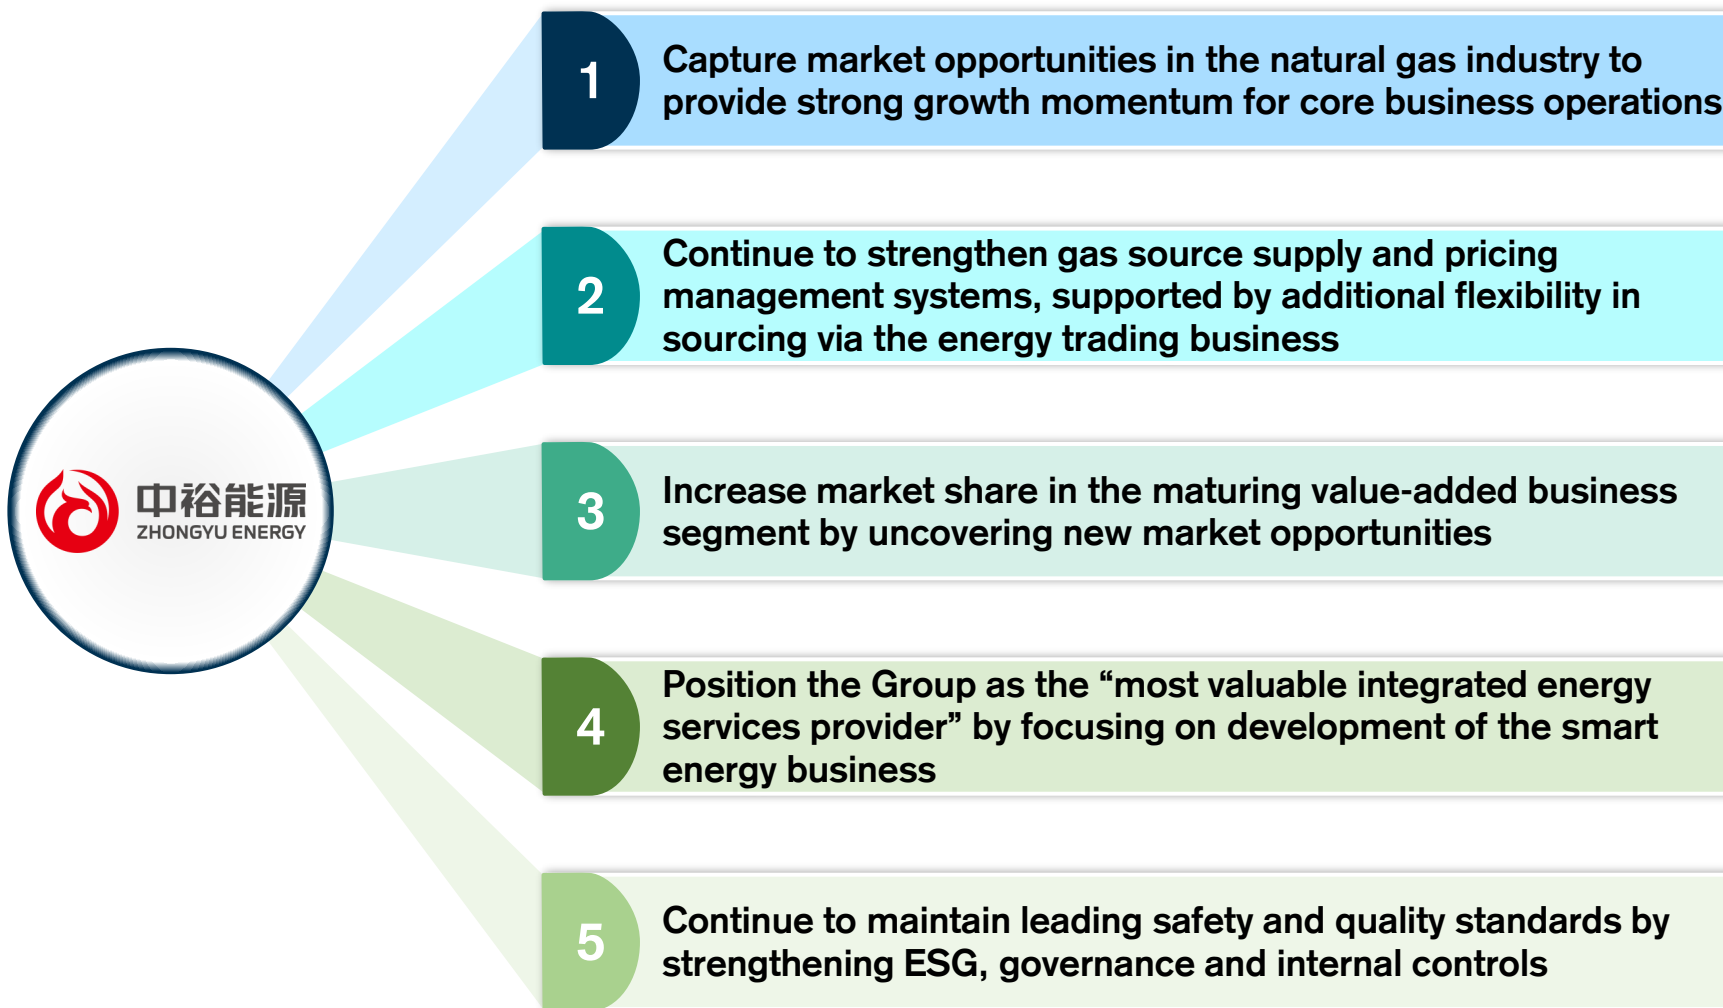 1
Capture market opportunities in the natural gas industry to
provide strong growth momentum for core business operations
2
Continue to strengthen gas source supply and pricing
management systems, supported by additional flexibility in
sourcing via the energy trading business
中裕能源
ZHONGYU ENERGY
3
Increase market share in the maturing value-added business
segment by uncovering new market opportunities
4
Position the Group as the “most valuable integrated energy
services provider” by focusing on development of the smart
energy business
5
Continue to maintain leading safety and quality standards by
strengthening ESG, governance and internal controls